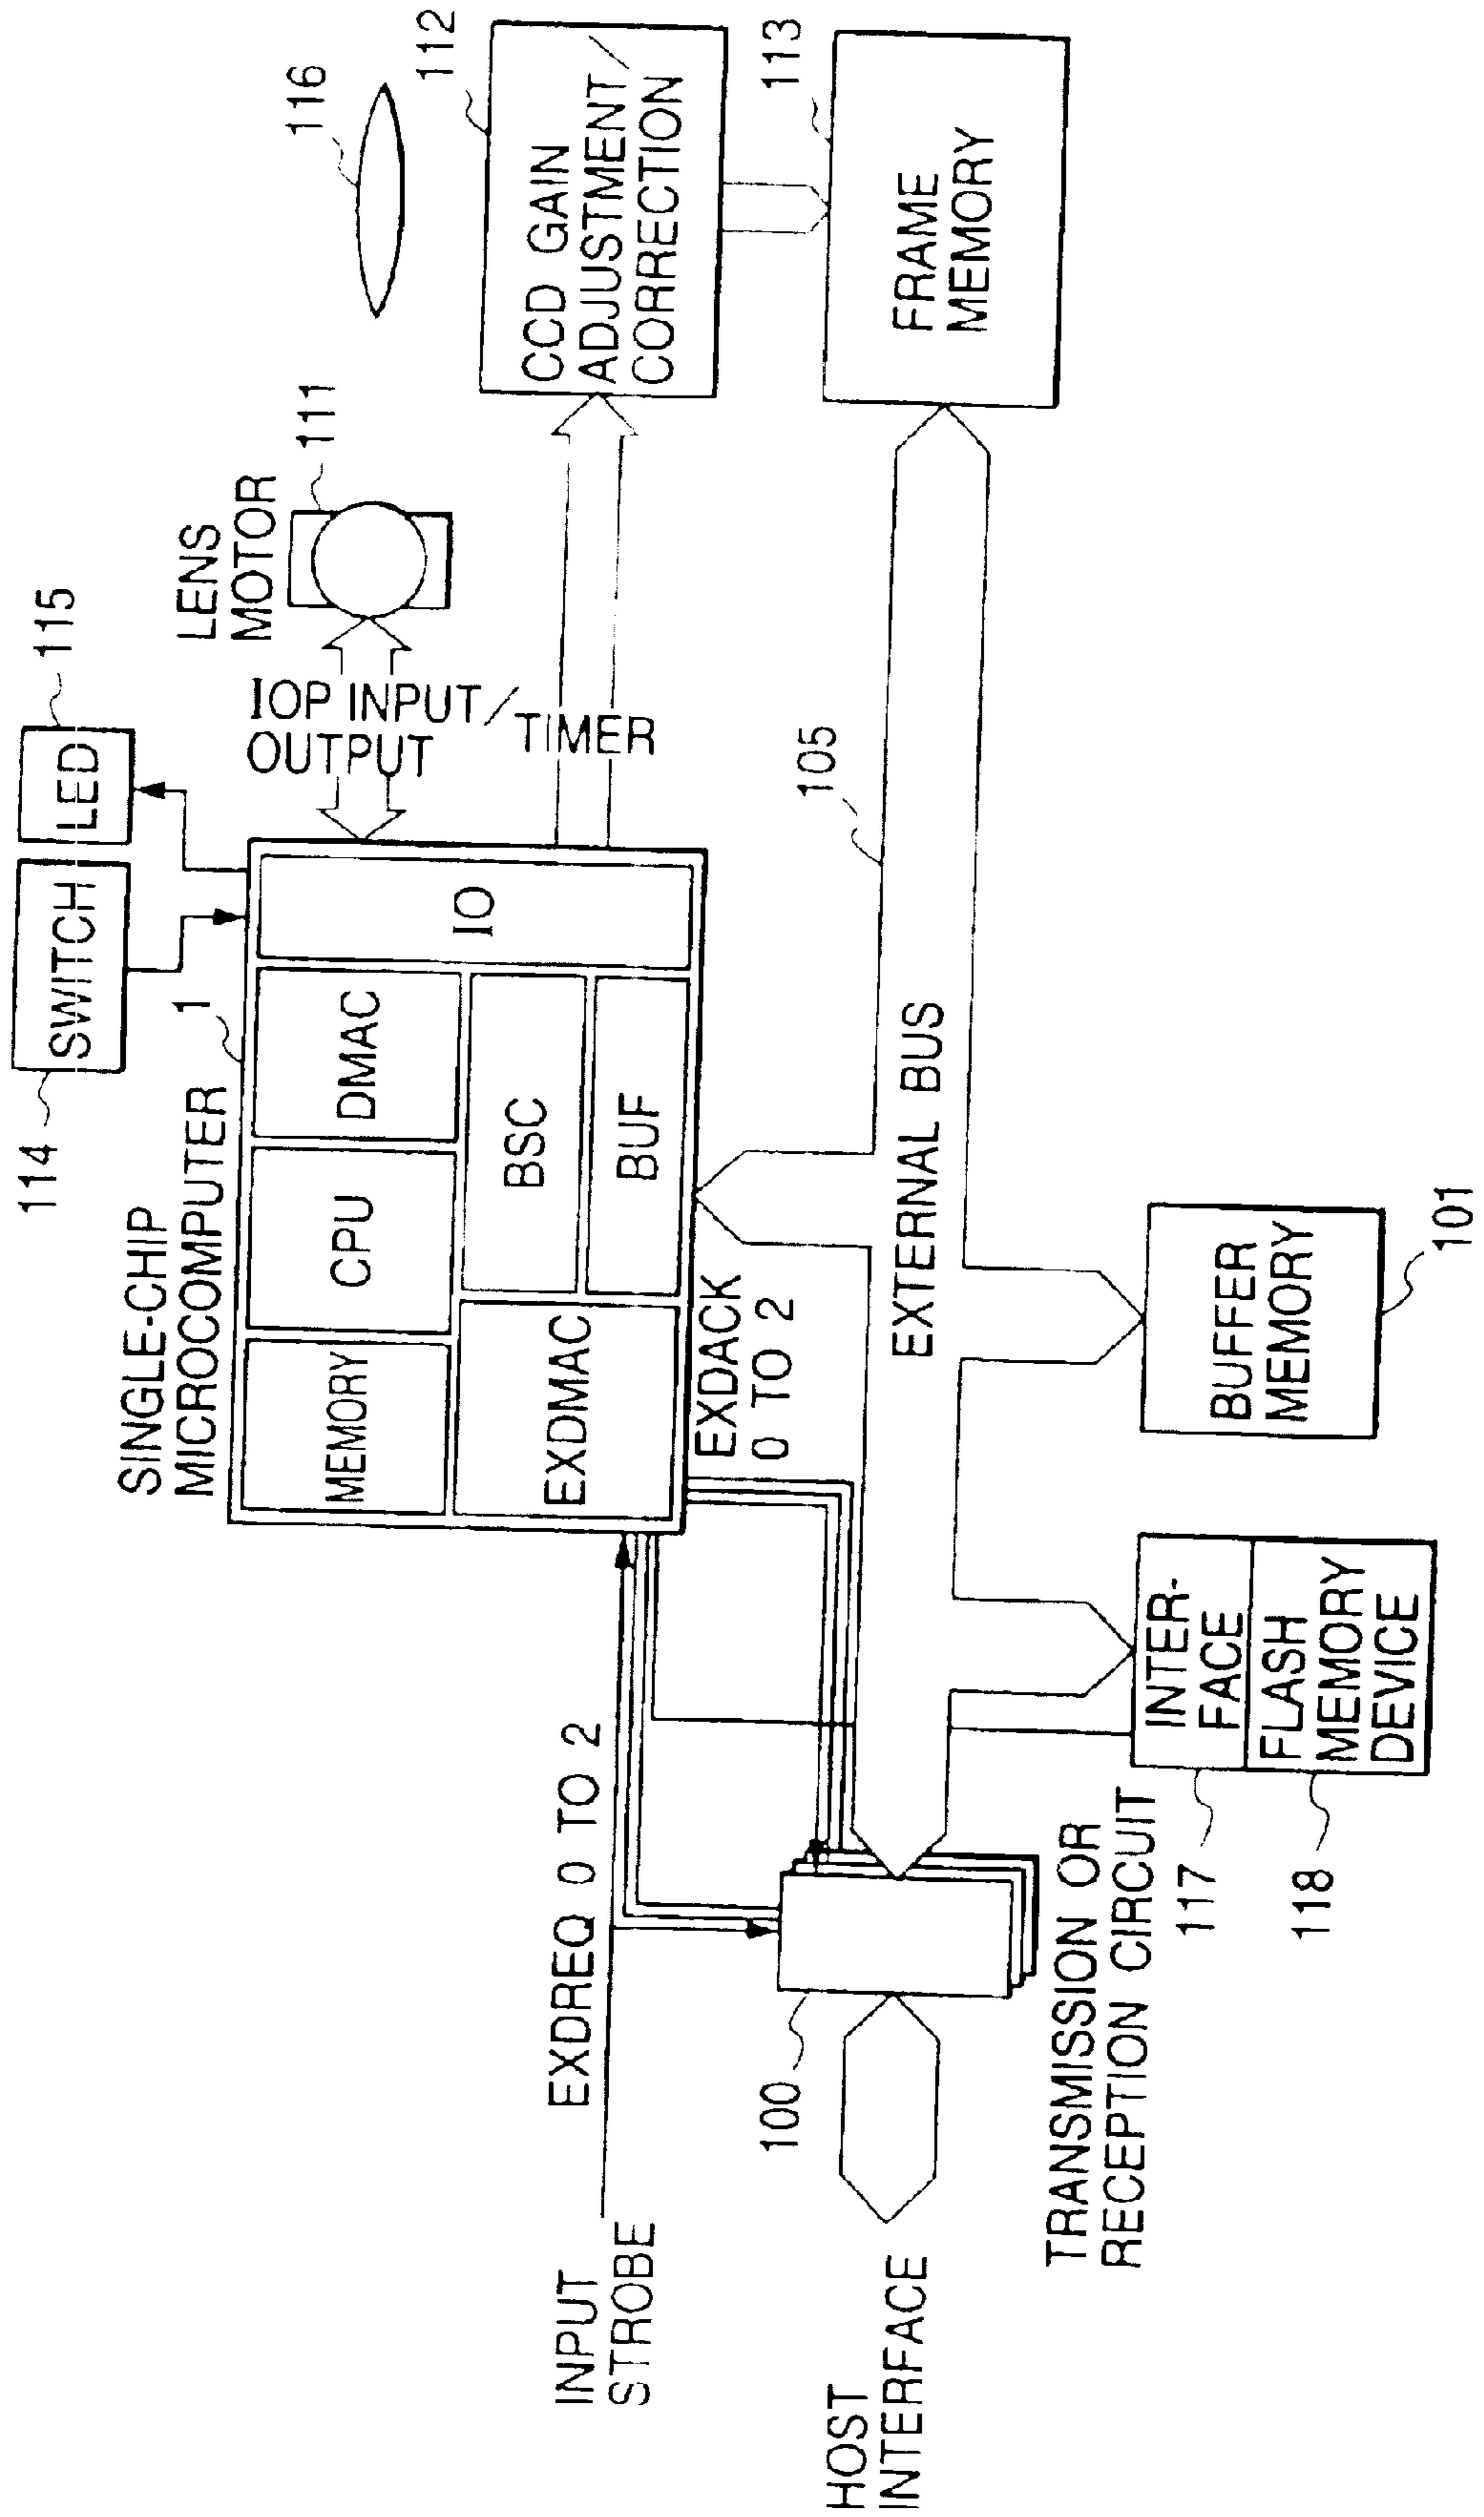 SWITCH
LED
115
114
SINGLE-CHIP
MICROCOMPUTER
1
LENS
MOTOR
111
116
112
MEMORY
CPU
DMAC
IO
EXDMAC
BSC
BUF
IOP INPUT/
OUTPUT
TIMER
CCD GAIN
ADJUSTMENT/
CORRECTION
113
FRAME
MEMORY
105
EXTERNAL BUS
EXDACK
0 TO 2
EXDREQ 0 TO 2
INPUT
STROBE
100
HOST
INTERFACE
TRANSMISSION OR
RECEPTION CIRCUIT
INTER-
FACE
FLASH
MEMORY
DEVICE
117
118
BUFFER
MEMORY
101